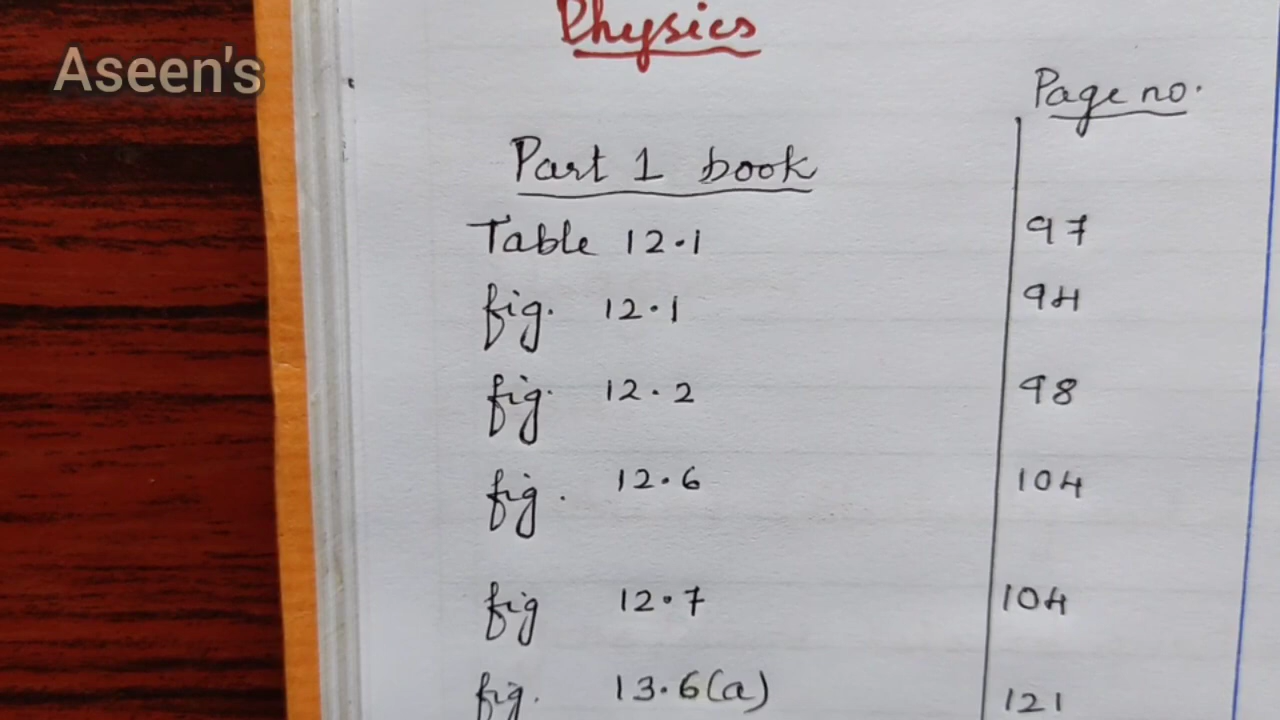 Physics
Aseen's
Page no.
Part 1 book
Table 12.1 97
fig. 12.1 94
fig. 12.2 98
fig. 12.6 104
fig 12.7 104
fig. 13.6(a) 121